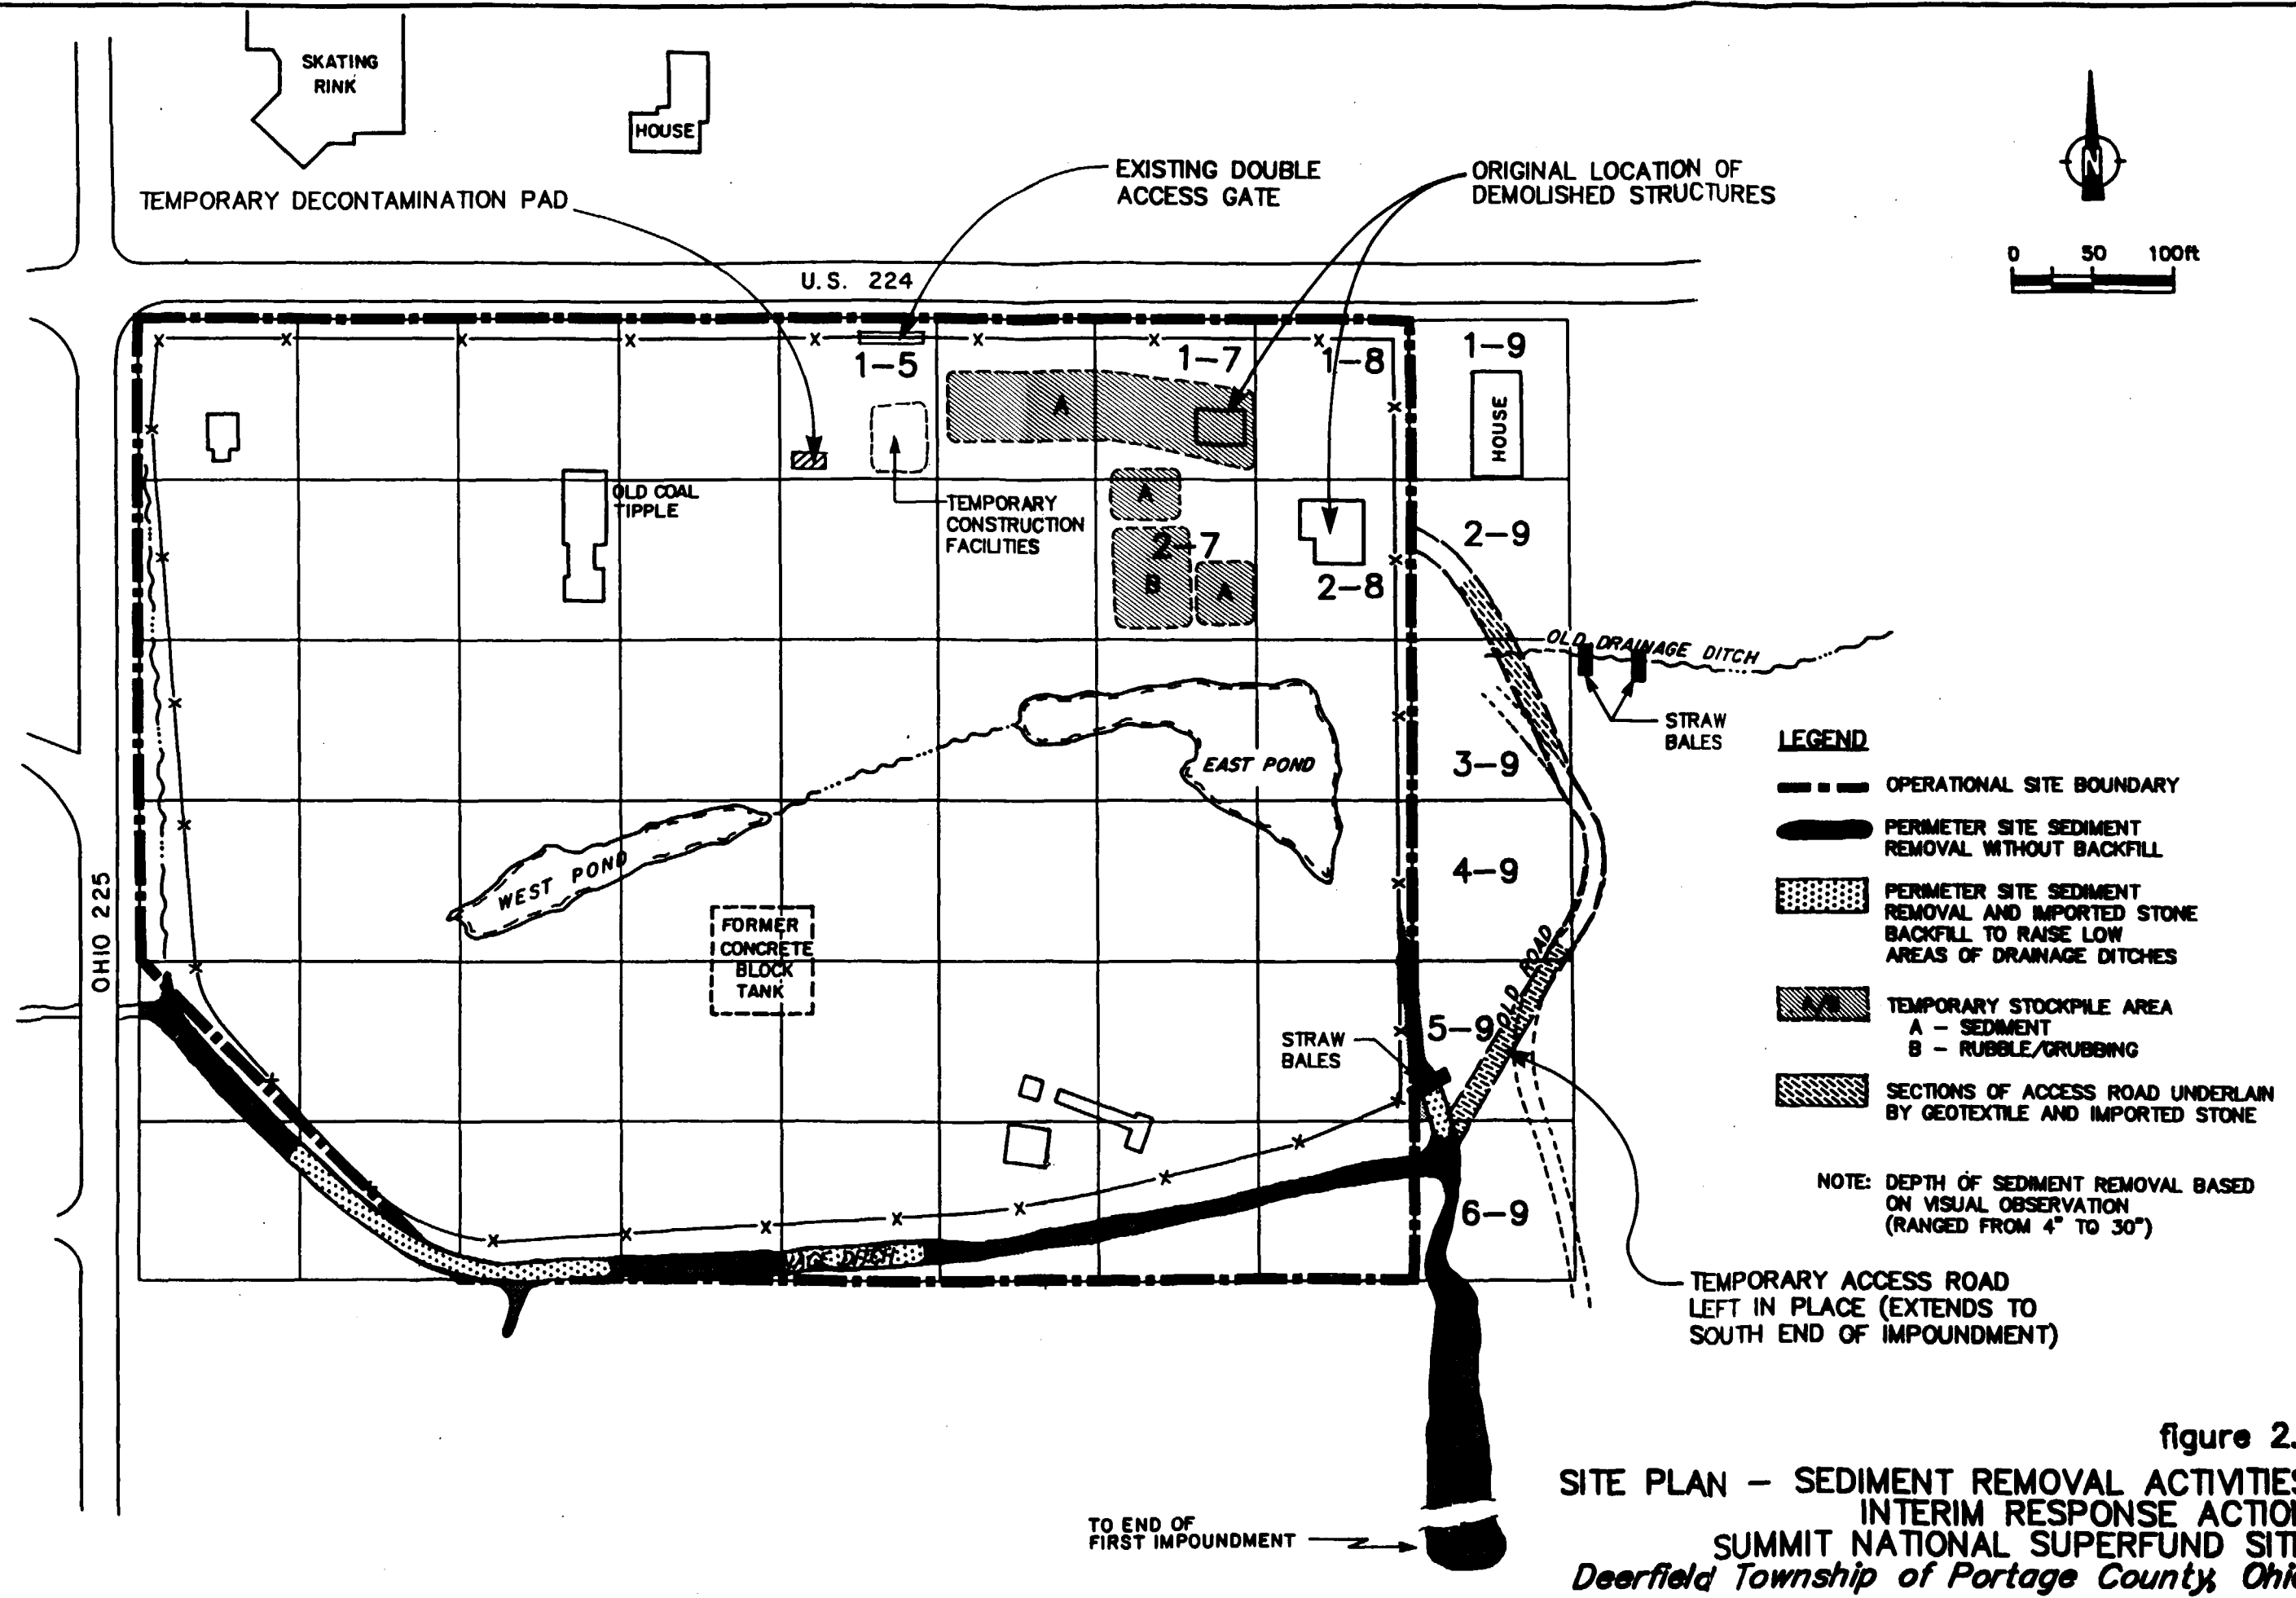 SKATING
RINK
HOUSE
TEMPORARY DECONTAMINATION PAD
EXISTING DOUBLE
ACCESS GATE
ORIGINAL LOCATION OF
DEMOLISHED STRUCTURES
N
0 50 100ft
U.S. 224
1-5
1-7
1-8
1-9
HOUSE
A
OLD COAL
TIPPLE
TEMPORARY
CONSTRUCTION
FACILITIES
A
2-7
B
A
2-8
2-9
OLD DRAINAGE DITCH
STRAW
BALES
EAST POND
3-9
WEST POND
4-9
FORMER
CONCRETE
BLOCK
TANK
OHIO 225
OLD ROAD
5-9
STRAW
BALES
6-9
DITCH
LEGEND
OPERATIONAL SITE BOUNDARY
PERIMETER SITE SEDIMENT
REMOVAL WITHOUT BACKFILL
PERIMETER SITE SEDIMENT
REMOVAL AND IMPORTED STONE
BACKFILL TO RAISE LOW
AREAS OF DRAINAGE DITCHES
A/B
TEMPORARY STOCKPILE AREA
A - SEDIMENT
B - RUBBLE/GRUBBING
SECTIONS OF ACCESS ROAD UNDERLAIN
BY GEOTEXTILE AND IMPORTED STONE
NOTE: DEPTH OF SEDIMENT REMOVAL BASED
ON VISUAL OBSERVATION
(RANGED FROM 4" TO 30")
TEMPORARY ACCESS ROAD
LEFT IN PLACE (EXTENDS TO
SOUTH END OF IMPOUNDMENT)
TO END OF
FIRST IMPOUNDMENT
figure 2.
SITE PLAN - SEDIMENT REMOVAL ACTIVITIES
INTERIM RESPONSE ACTION
SUMMIT NATIONAL SUPERFUND SITE
Deerfield Township of Portage County, Ohio